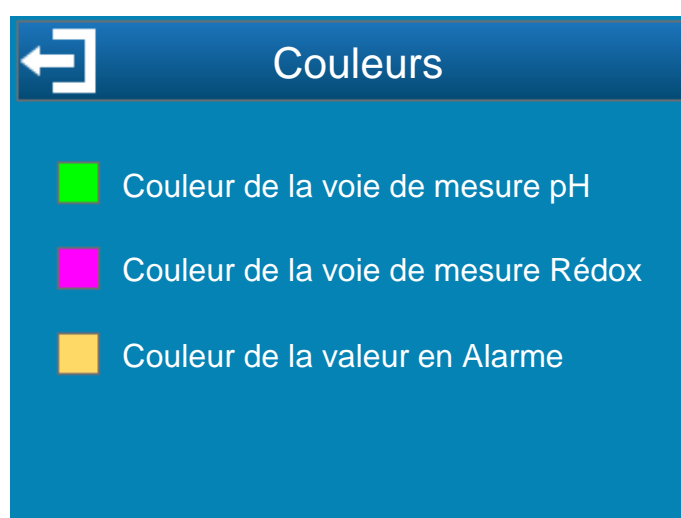 Couleurs
Couleur de la voie de mesure pH
Couleur de la voie de mesure Rédox
Couleur de la valeur en Alarme